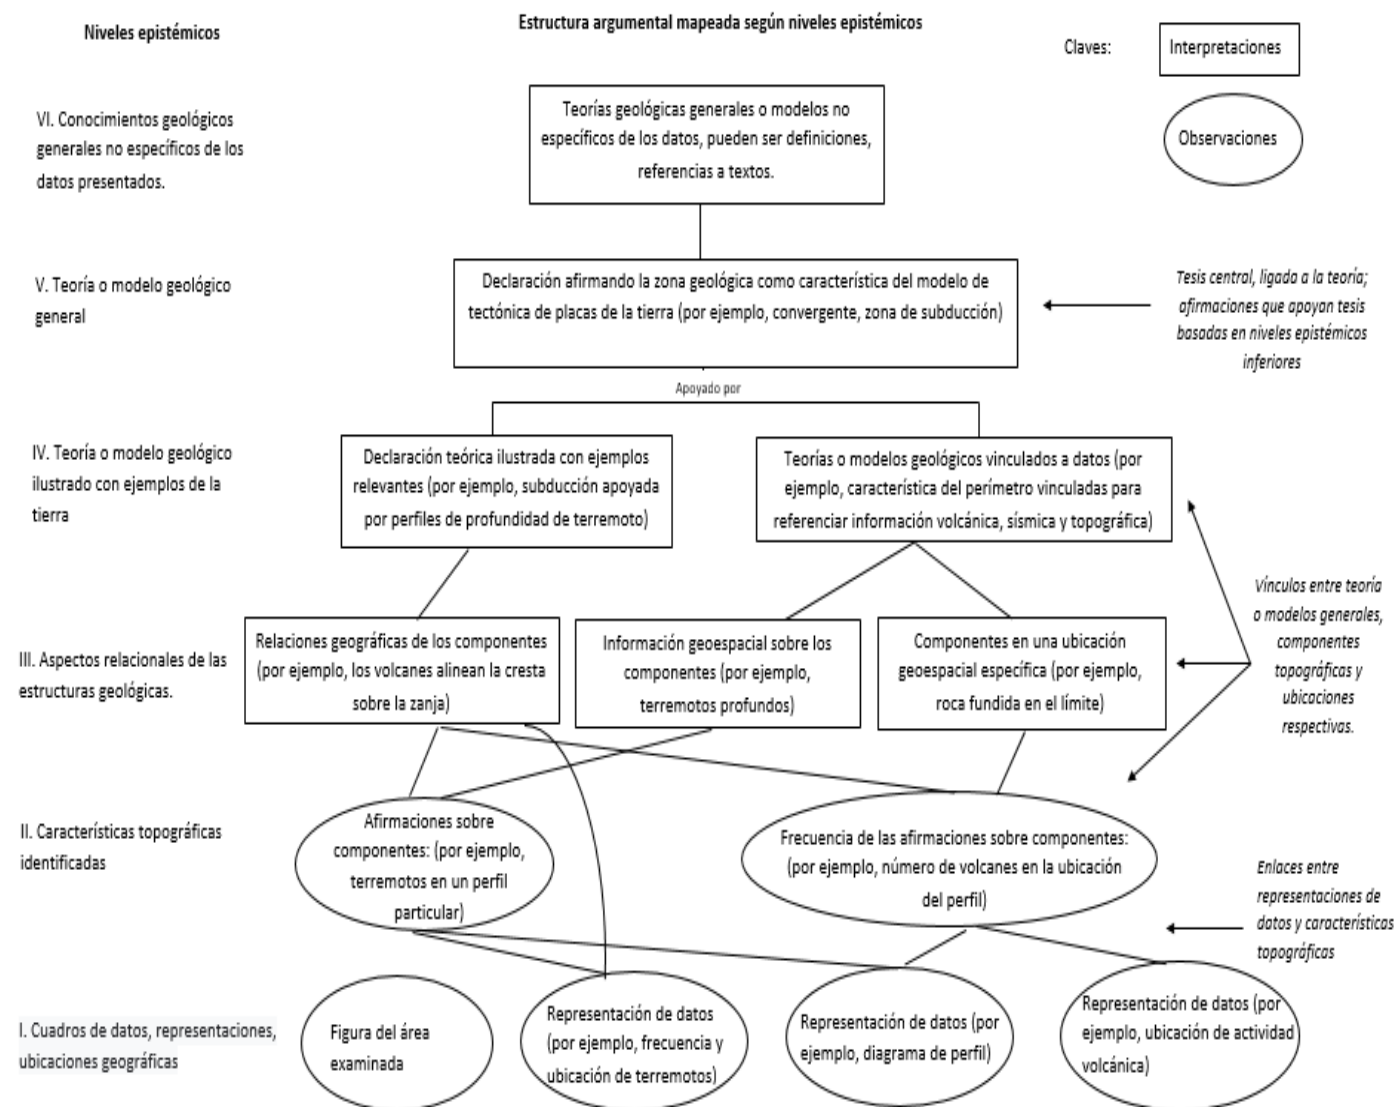 Niveles epistémicos
Estructura argumental mapeada según niveles epistémicos
Claves:
Interpretaciones
Observaciones
VI. Conocimientos geológicos
generales no específicos de los
datos presentados.
Teorías geológicas generales o modelos no
específicos de los datos, pueden ser definiciones,
referencias a textos.
V. Teoría o modelo geológico
general
Declaración afirmando la zona geológica como característica del modelo de
tectónica de placas de la tierra (por ejemplo, convergente, zona de subducción)
Tesis central, ligada a la teoría;
afirmaciones que apoyan tesis
basadas en niveles epistémicos
inferiores
Apoyado por
IV. Teoría o modelo geológico
ilustrado con ejemplos de la
tierra
Declaración teórica ilustrada con ejemplos
relevantes (por ejemplo, subducción apoyada
por perfiles de profundidad de terremoto)
Teorías o modelos geológicos vinculados a datos (por
ejemplo, característica del perímetro vinculadas para
referenciar información volcánica, sísmica y topográfica)
Vínculos entre teoría
o modelos generales,
componentes
topográficas y
ubicaciones
respectivas.
III. Aspectos relacionales de las
estructuras geológicas.
Relaciones geográficas de los componentes
(por ejemplo, los volcanes alinean la cresta
sobre la zanja)
Información geoespacial sobre los
componentes (por ejemplo,
terremotos profundos)
Componentes en una ubicación
geoespacial específica (por ejemplo,
roca fundida en el límite)
II. Características topográficas
identificadas
Afirmaciones sobre
componentes: (por ejemplo,
terremotos en un perfil
particular)
Frecuencia de las afirmaciones sobre componentes:
(por ejemplo, número de volcanes en la ubicación
del perfil)
Enlaces entre
representaciones de
datos y características
topográficas
I. Cuadros de datos, representaciones,
ubicaciones geográficas
Figura del área
examinada
Representación de datos
(por ejemplo, frecuencia y
ubicación de terremotos)
Representación de datos (por
ejemplo, diagrama de perfil)
Representación de datos (por
ejemplo, ubicación de actividad
volcánica)